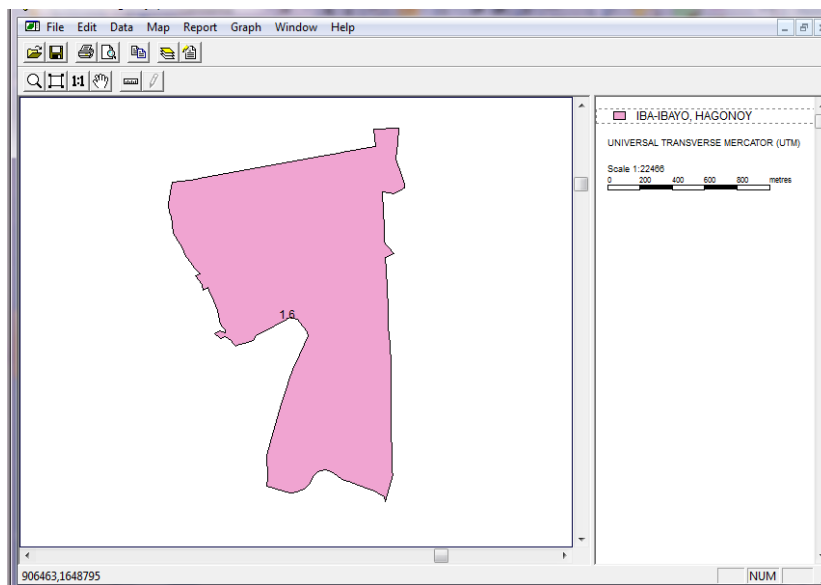 File Edit Data Map Report Graph Window Help
1:1
IBA-IBAYO, HAGONOY
UNIVERSAL TRANSVERSE MERCATOR (UTM)
Scale 1:22466
0 200 400 600 800 metres
1.6
906463,1648795
NUM